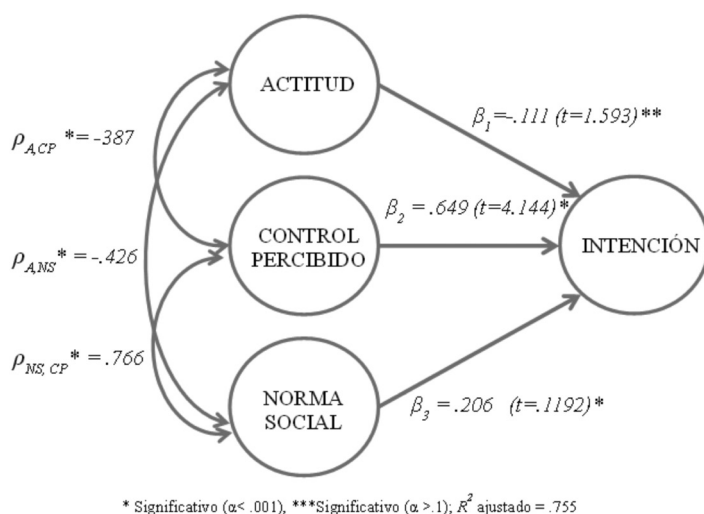 ACTITUD
β1=-.111 (t=1.593)**
ρA,CP *= -387
β2 = .649 (t=4.144)*
CONTROL
PERCIBIDO
INTENCIÓN
ρA,NS* = -.426
ρNS, CP* = .766
NORMA
SOCIAL
β3 = .206 (t=.1192)*
* Significativo (α< .001), ***Significativo (α >.1); R² ajustado = .755